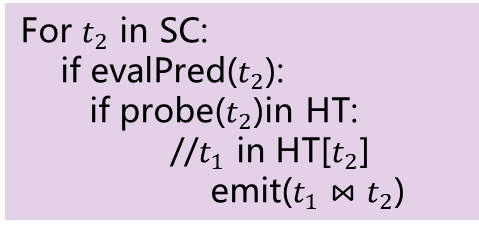 For t₂ in SC:
if evalPred(t₂):
if probe(t₂)in HT:
//t₁ in HT[t₂]
emit(t₁ ⋈ t₂)